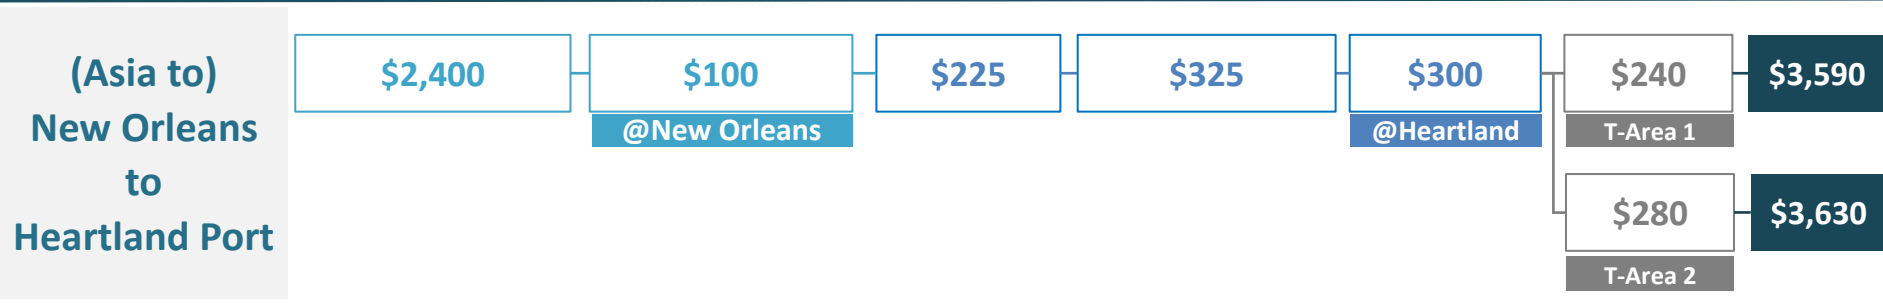 (Asia to)
New Orleans
to
Heartland Port
$2,400
$100
@New Orleans
$225
$325
$300
@Heartland
$240
T-Area 1
$3,590
$280
T-Area 2
$3,630